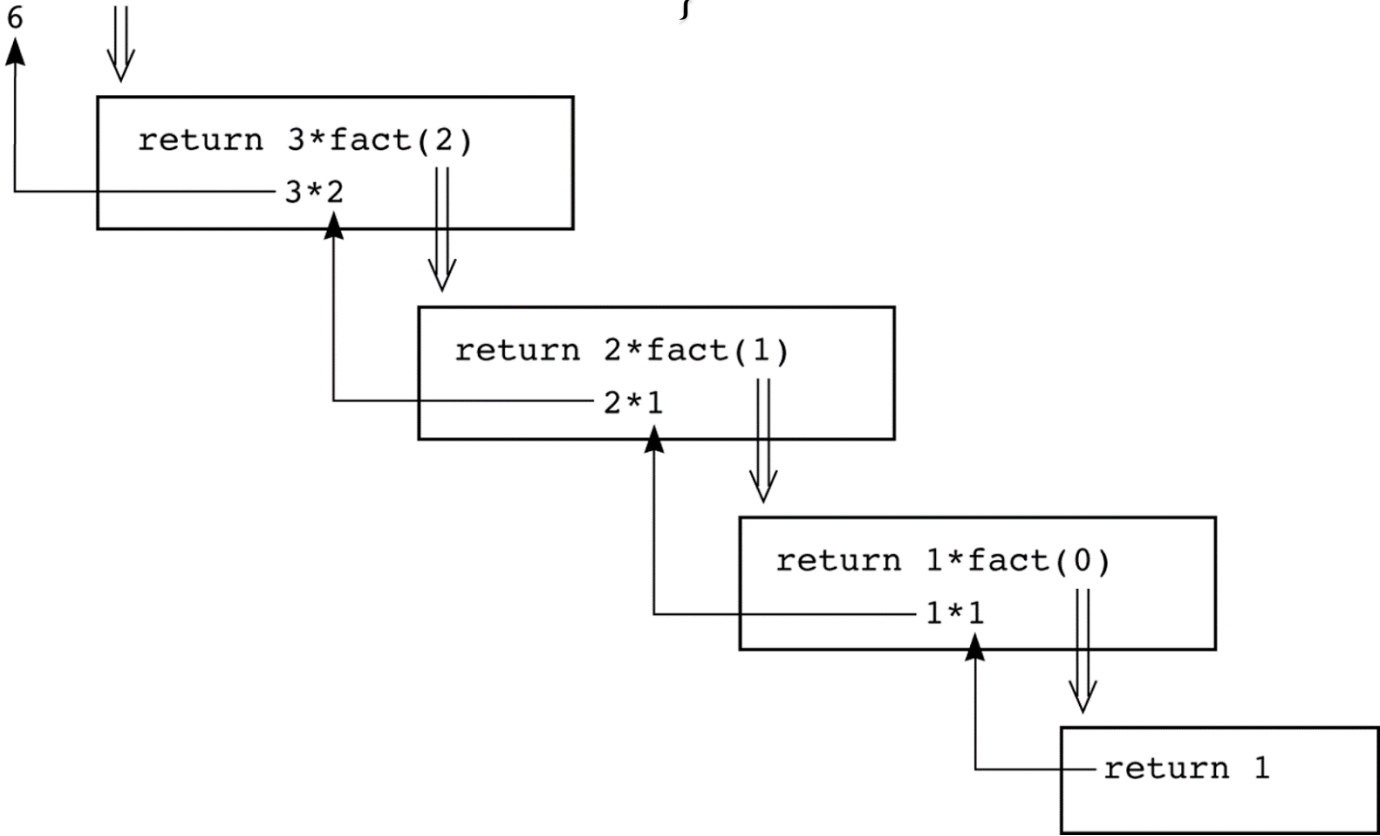 }
6
return 3*fact(2)
3*2
return 2*fact(1)
2*1
return 1*fact(0)
1*1
return 1